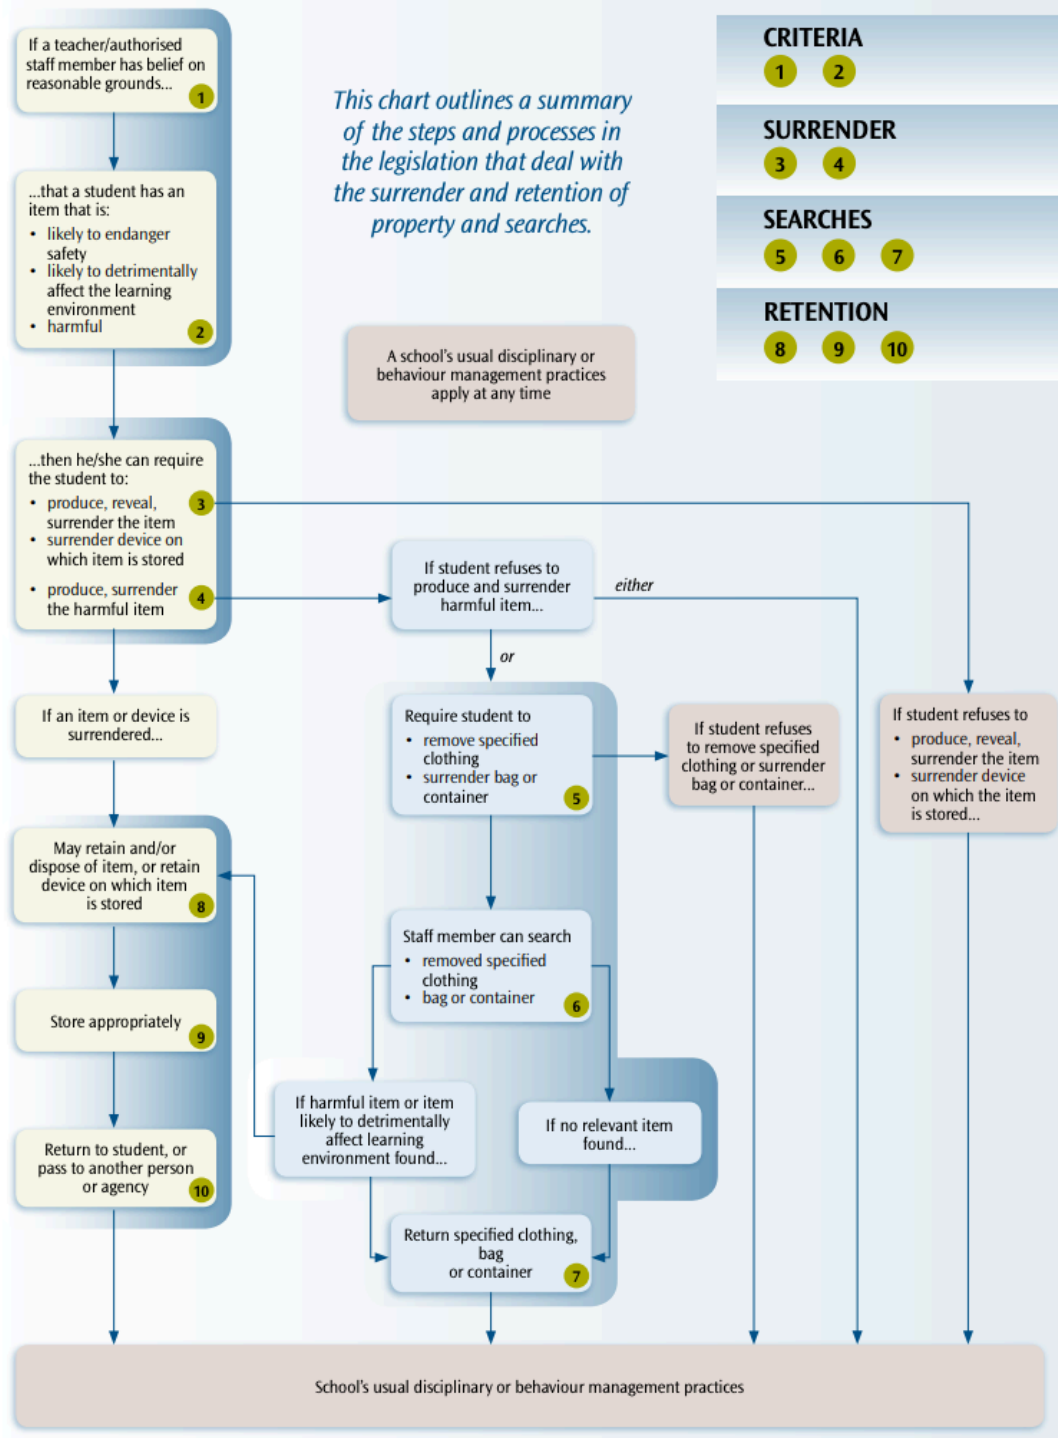 If a teacher/authorised
staff member has belief on
reasonable grounds...
1
...that a student has an
item that is:
• likely to endanger
safety
• likely to detrimentally
affect the learning
environment
• harmful
2
This chart outlines a summary
of the steps and processes in
the legislation that deal with
the surrender and retention of
property and searches.
CRITERIA
1 2
SURRENDER
3 4
SEARCHES
5 6 7
RETENTION
8 9 10
A school's usual disciplinary or
behaviour management practices
apply at any time
...then he/she can require
the student to:
• produce, reveal,
surrender the item
3
• surrender device on
which item is stored
• produce, surrender
the harmful item
4
If student refuses to
produce and surrender
harmful item...
either
or
If an item or device is
surrendered...
Require student to
• remove specified
clothing
• surrender bag or
container
5
If student refuses
to remove specified
clothing or surrender
bag or container...
If student refuses to
• produce, reveal,
surrender the item
• surrender device
on which the item
is stored...
May retain and/or
dispose of item, or retain
device on which item
is stored
8
Staff member can search
• removed specified
clothing
• bag or container
6
Store appropriately
9
If harmful item or item
likely to detrimentally
affect learning
environment found...
If no relevant item
found...
Return to student, or
pass to another person
or agency
10
Return specified clothing,
bag
or container
7
School's usual disciplinary or behaviour management practices